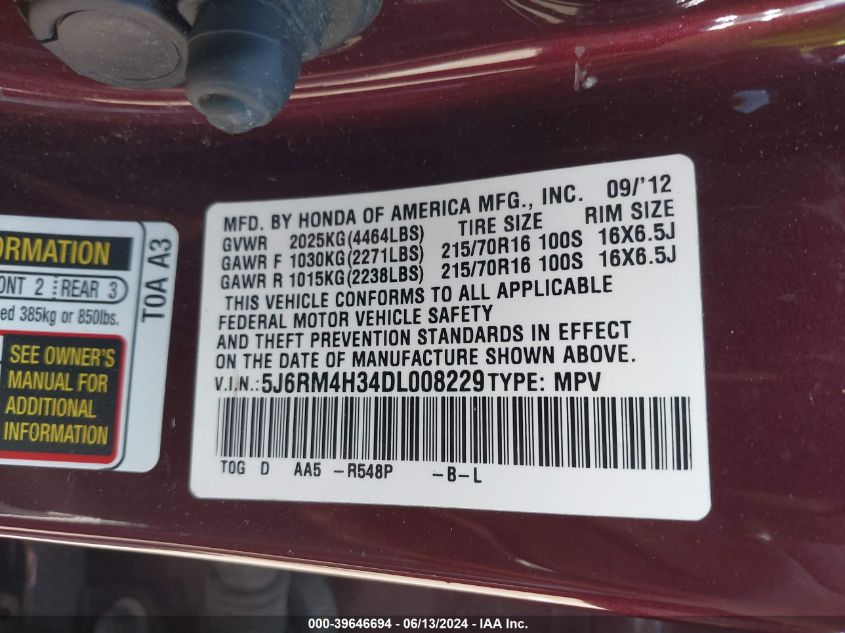 MFD. BY HONDA OF AMERICA MFG., INC. 09/'12
GVWR 2025KG(4464LBS) TIRE SIZE RIM SIZE
GAWR F 1030KG(2271LBS) 215/70R16 100S 16X6.5J
GAWR R 1015KG(2238LBS) 215/70R16 100S 16X6.5J
THIS VEHICLE CONFORMS TO ALL APPLICABLE
FEDERAL MOTOR VEHICLE SAFETY
AND THEFT PREVENTION STANDARDS IN EFFECT
ON THE DATE OF MANUFACTURE SHOWN ABOVE.
V.I.N.:5J6RM4H34DL008229 TYPE: MPV
TOG D AA5 -R548P -B-L
ORMATION
ONT 2 REAR 3
ed 385kg or 850lbs.
SEE OWNER'S
MANUAL FOR
ADDITIONAL
INFORMATION
T0A A3
000-39646694 - 06/13/2024 - IAA Inc.